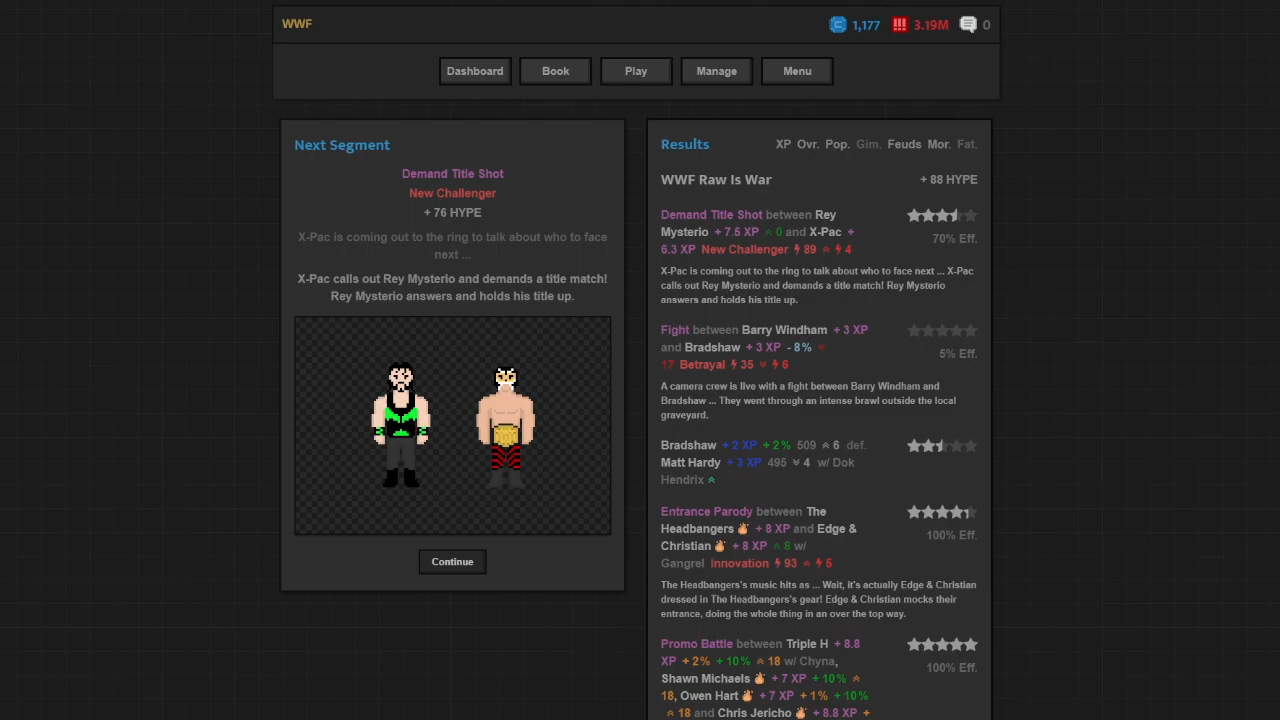 WWF
1,177 3.19M 0
Dashboard Book Play Manage Menu
Next Segment
Demand Title Shot
New Challenger
+ 76 HYPE
X-Pac is coming out to the ring to talk about who to face
next ...
X-Pac calls out Rey Mysterio and demands a title match!
Rey Mysterio answers and holds his title up.
Continue
Results XP Ovr. Pop. Gim. Feuds Mor. Fat.
WWF Raw Is War + 88 HYPE
Demand Title Shot between Rey
Mysterio + 7.5 XP 0 and X-Pac +
6.3 XP New Challenger 89 4
70% Eff.
X-Pac is coming out to the ring to talk about who to face next ... X-Pac
calls out Rey Mysterio and demands a title match! Rey Mysterio
answers and holds his title up.
Fight between Barry Windham + 3 XP
and Bradshaw + 3 XP - 8%
17 Betrayal 35 6
5% Eff.
A camera crew is live with a fight between Barry Windham and
Bradshaw ... They went through an intense brawl outside the local
graveyard.
Bradshaw + 2 XP + 2% 509 6 def.
Matt Hardy + 3 XP 495 4 w/ Dok
Hendrix
Entrance Parody between The
Headbangers + 8 XP and Edge &
Christian + 8 XP 8 w/
Gangrel Innovation 93 5
100% Eff.
The Headbangers's music hits as ... Wait, it's actually Edge & Christian
dressed in The Headbangers's gear! Edge & Christian mocks their
entrance, doing the whole thing in an over the top way.
Promo Battle between Triple H + 8.8
XP + 2% + 10% 18 w/ Chyna,
Shawn Michaels + 7 XP + 10%
18, Owen Hart + 7 XP + 1% + 10%
18 and Chris Jericho + 8.8 XP +
100% Eff.